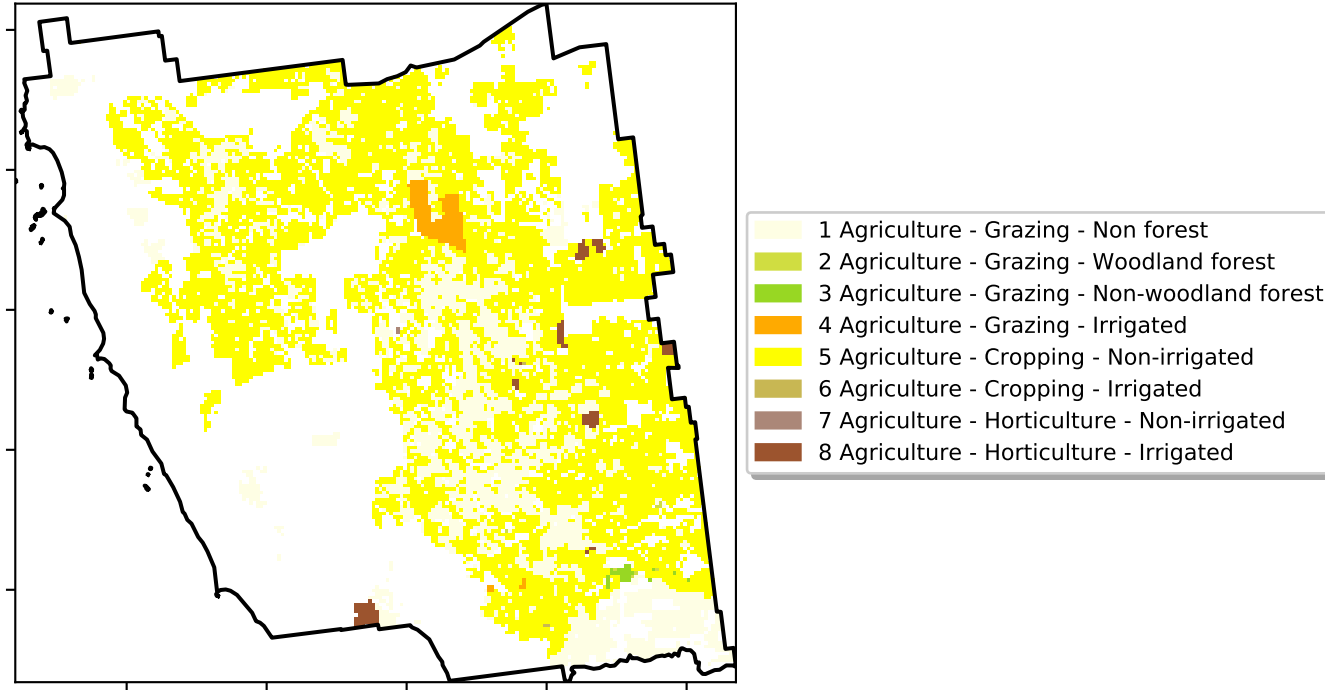 1 Agriculture - Grazing - Non forest
2 Agriculture - Grazing - Woodland forest
3 Agriculture - Grazing - Non-woodland forest
4 Agriculture - Grazing - Irrigated
5 Agriculture - Cropping - Non-irrigated
6 Agriculture - Cropping - Irrigated
7 Agriculture - Horticulture - Non-irrigated
8 Agriculture - Horticulture - Irrigated